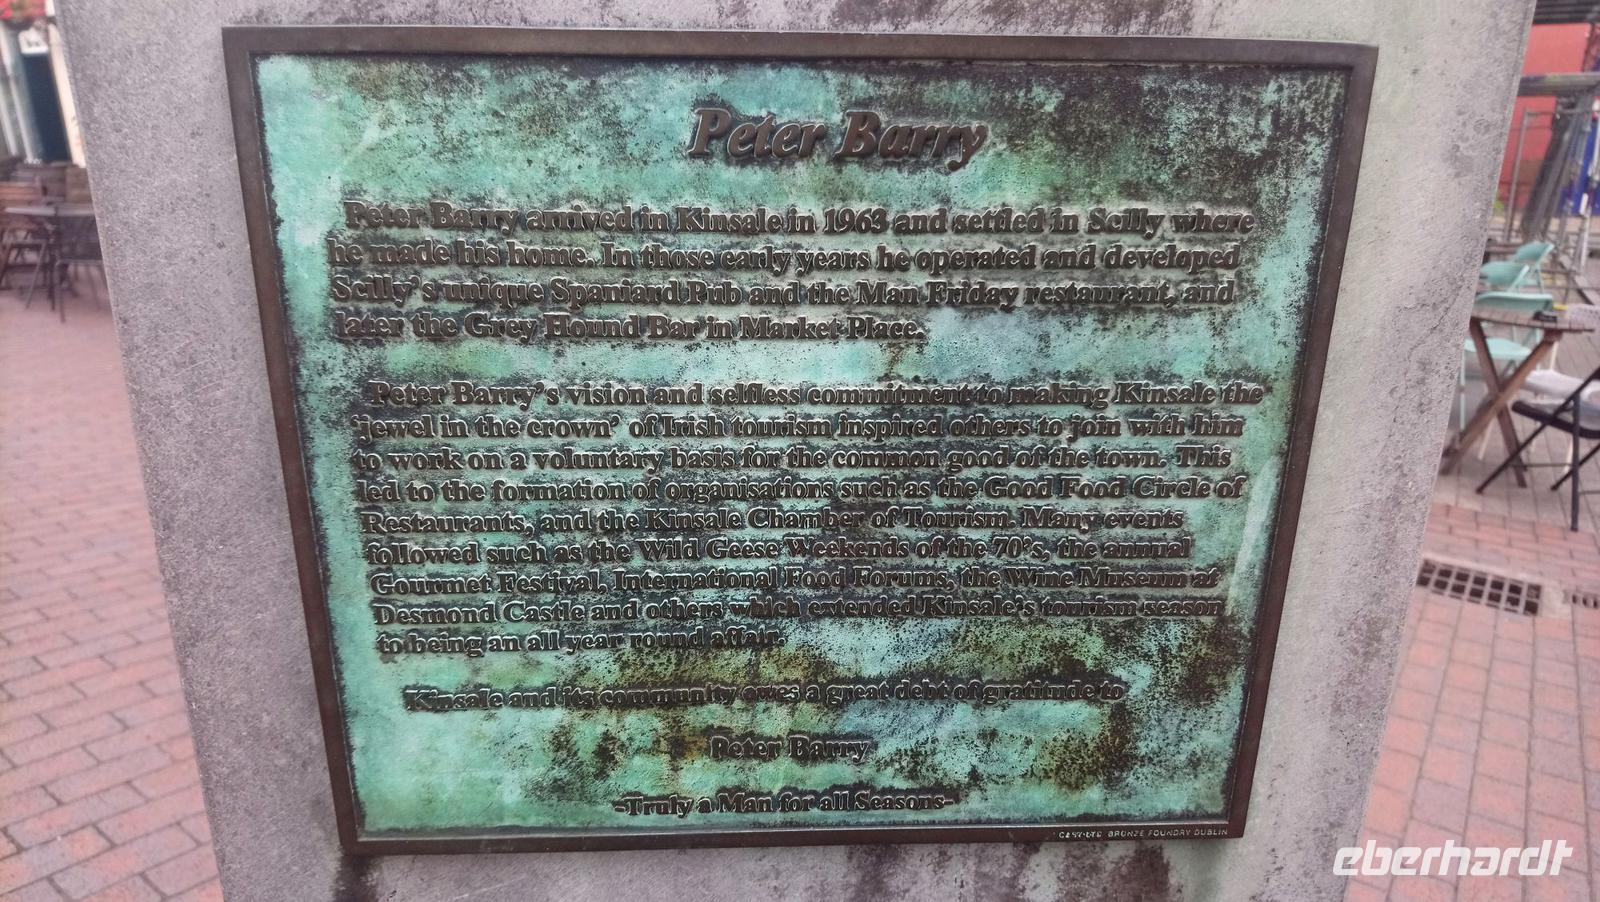 Peter Barry
Peter Barry arrived in Kinsale in 1963 and settled in Scilly where
he made his home. In those early years he operated and developed
Scilly's unique Spaniard Pub and the Man Friday restaurant, and
later the Grey Hound Bar in Market Place.
Peter Barry's vision and selfless commitment to making Kinsale the
'jewel in the crown' of Irish tourism inspired others to join with him
to work on a voluntary basis for the common good of the town. This
led to the formation of organisations such as the Good Food Circle of
Restaurants, and the Kinsale Chamber of Tourism. Many events
followed such as the Wild Geese Weekends of the 70's, the annual
Gourmet Festival, International Food Forums, the Wine Museum at
Desmond Castle and others which extended Kinsale's tourism season
to being an all year round affair.
Kinsale and its community owes a great debt of gratitude to
Peter Barry
-Truly a Man for all Seasons-
CAST LTD BRONZE FOUNDRY DUBLIN
eberhardt